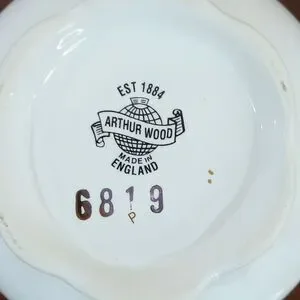 EST 1884
ARTHUR WOOD
MADE IN
ENGLAND
6819
P